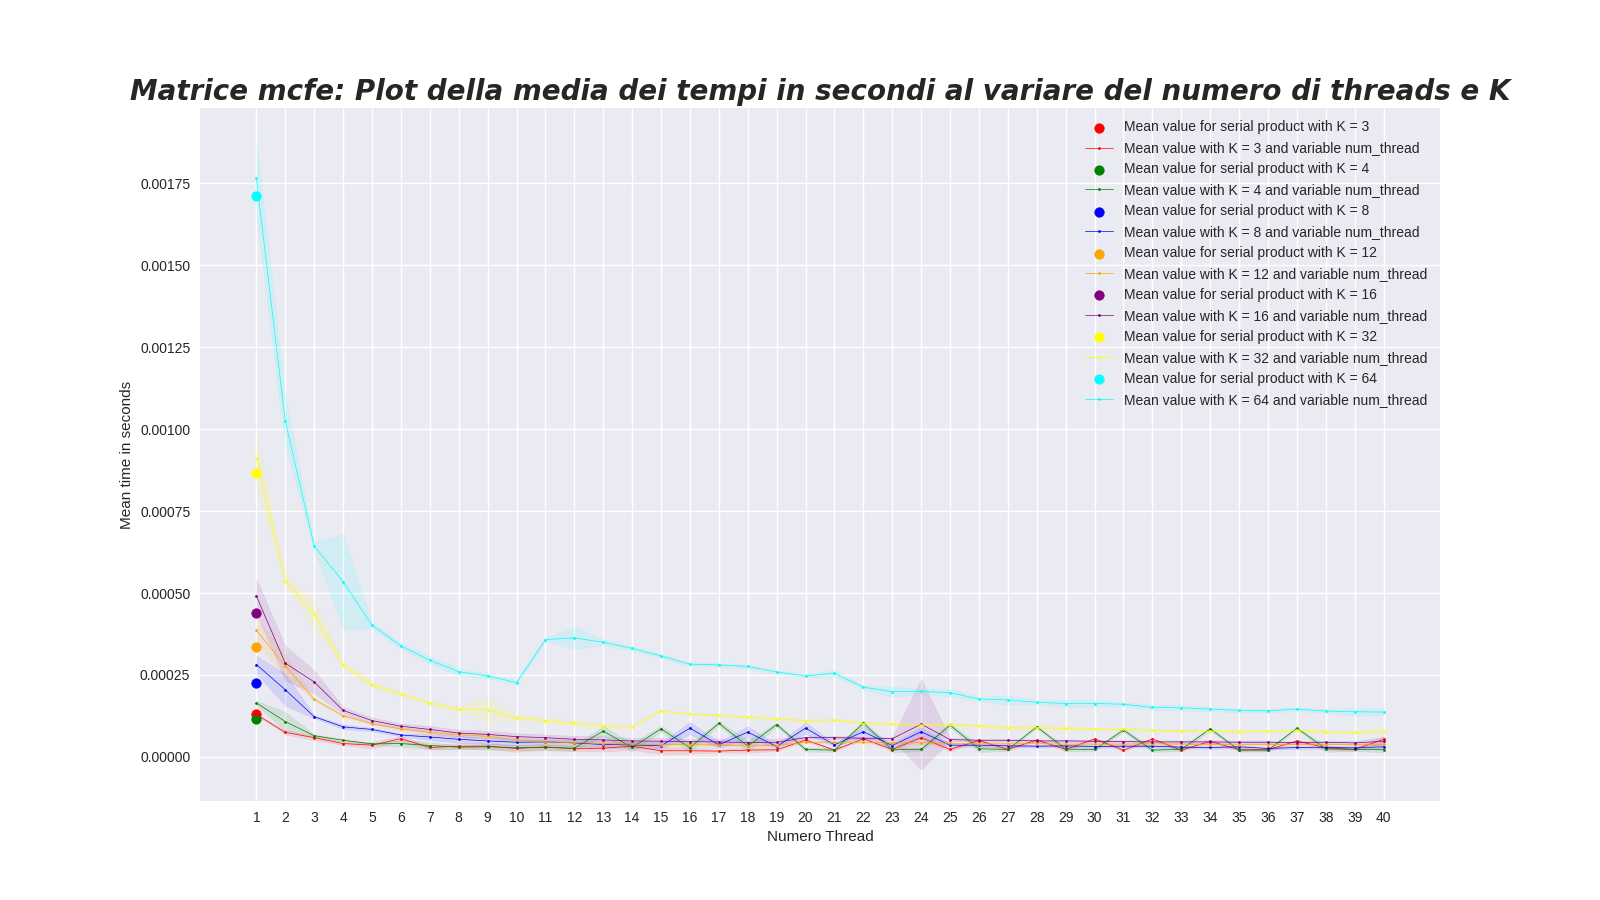 Matrice mcfe: Plot della media dei tempi in secondi al variare del numero di threads e K
Mean value for serial product with K = 3
Mean value with K = 3 and variable num_thread
Mean value for serial product with K = 4
Mean value with K = 4 and variable num_thread
Mean value for serial product with K = 8
Mean value with K = 8 and variable num_thread
Mean value for serial product with K = 12
Mean value with K = 12 and variable num_thread
Mean value for serial product with K = 16
Mean value with K = 16 and variable num_thread
Mean value for serial product with K = 32
Mean value with K = 32 and variable num_thread
Mean value for serial product with K = 64
Mean value with K = 64 and variable num_thread
Mean time in seconds
0.00175
0.00150
0.00125
0.00100
0.00075
0.00050
0.00025
0.00000
1 2 3 4 5 6 7 8 9 10 11 12 13 14 15 16 17 18 19 20 21 22 23 24 25 26 27 28 29 30 31 32 33 34 35 36 37 38 39 40
Numero Thread